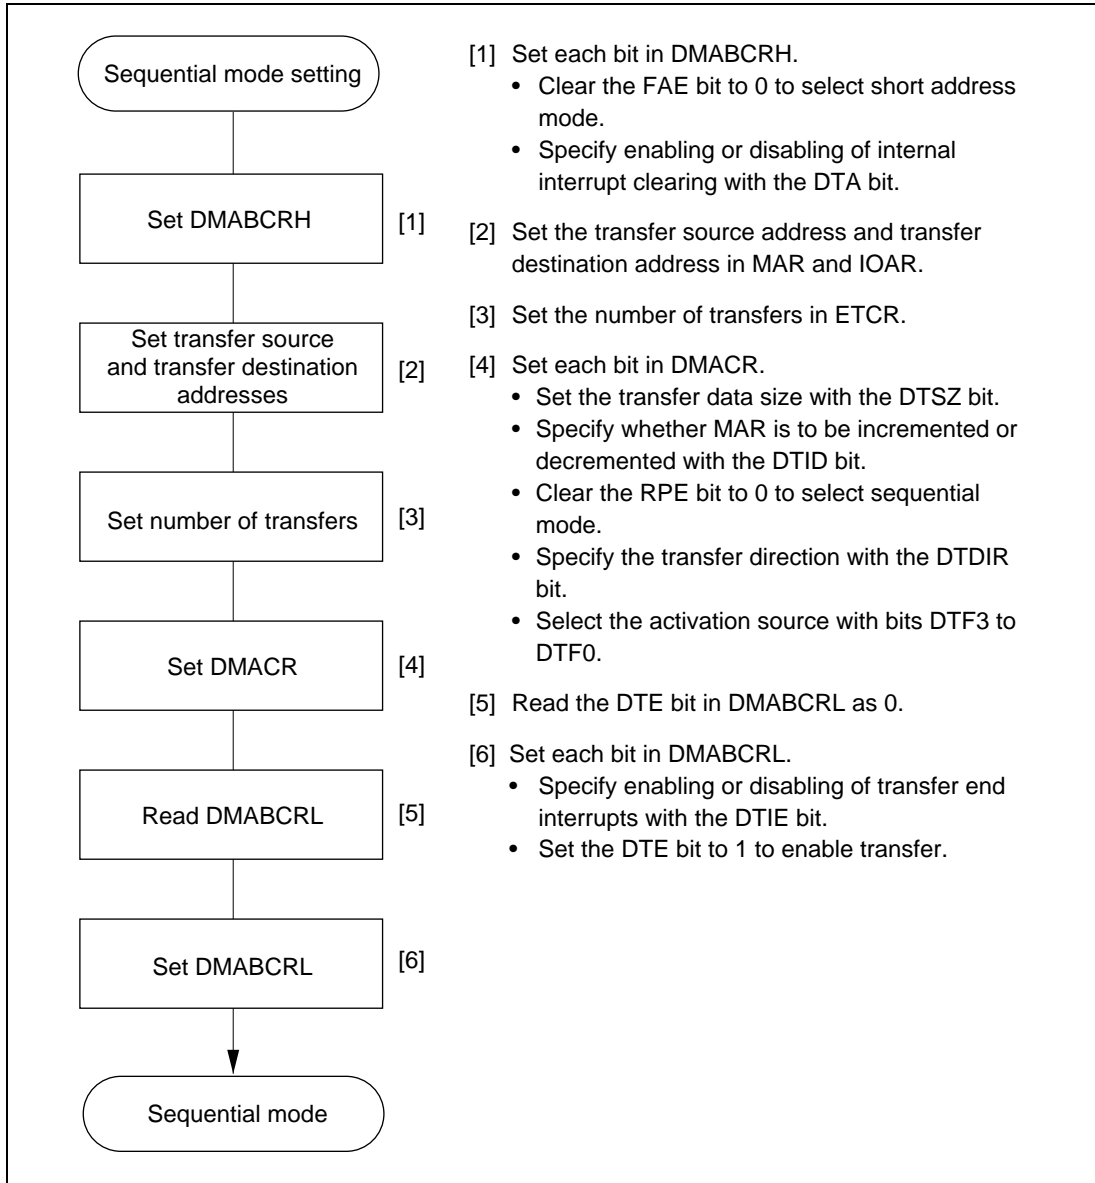 Sequential mode setting
Set DMABCRH
[1]
Set transfer source
and transfer destination
addresses
[2]
Set number of transfers
[3]
Set DMACR
[4]
Read DMABCRL
[5]
Set DMABCRL
[6]
Sequential mode
[1] Set each bit in DMABCRH.
• Clear the FAE bit to 0 to select short address
mode.
• Specify enabling or disabling of internal
interrupt clearing with the DTA bit.
[2] Set the transfer source address and transfer
destination address in MAR and IOAR.
[3] Set the number of transfers in ETCR.
[4] Set each bit in DMACR.
• Set the transfer data size with the DTSZ bit.
• Specify whether MAR is to be incremented or
decremented with the DTID bit.
• Clear the RPE bit to 0 to select sequential
mode.
• Specify the transfer direction with the DTDIR
bit.
• Select the activation source with bits DTF3 to
DTF0.
[5] Read the DTE bit in DMABCRL as 0.
[6] Set each bit in DMABCRL.
• Specify enabling or disabling of transfer end
interrupts with the DTIE bit.
• Set the DTE bit to 1 to enable transfer.